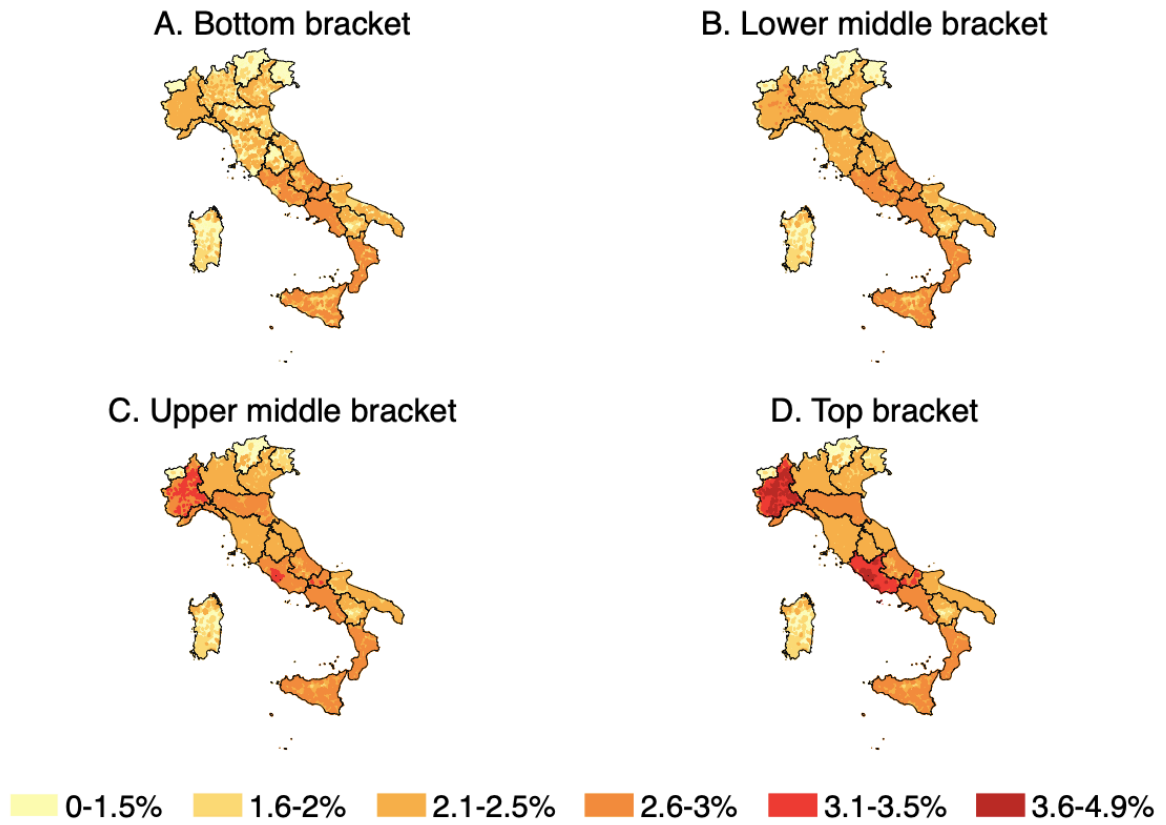 A. Bottom bracket
B. Lower middle bracket
C. Upper middle bracket
D. Top bracket
0-1.5% 1.6-2% 2.1-2.5% 2.6-3% 3.1-3.5% 3.6-4.9%